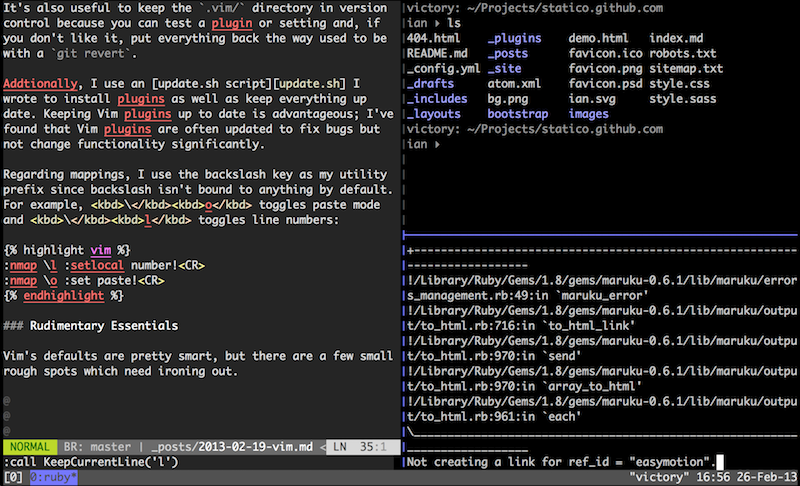 It's also useful to keep the `.vim/` directory in version
control because you can test a plugin or setting and, if
you don't like it, put everything back the way used to be
with a `git revert`.
Addtionally, I use an [update.sh script][update.sh] I
wrote to install plugins as well as keep everything up
date. Keeping Vim plugins up to date is advantageous; I've
found that Vim plugins are often updated to fix bugs but
not change functionality significantly.
Regarding mappings, I use the backslash key as my utility
prefix since backslash isn't bound to anything by default.
For example, <kbd>\</kbd><kbd>o</kbd> toggles paste mode
and <kbd>\</kbd><kbd>l</kbd> toggles line numbers:
{% highlight vim %}
:nmap \l :setlocal number!<CR>
:nmap \o :set paste!<CR>
{% endhighlight %}
### Rudimentary Essentials
Vim's defaults are pretty smart, but there are a few small
rough spots which need ironing out.
@
@
@
NORMAL BR: master | _posts/2013-02-19-vim.md < LN 35:1
:call KeepCurrentLine('l')
victory: ~/Projects/statico.github.com
ian ▸ ls
404.html _plugins demo.html index.md
README.md _posts favicon.ico robots.txt
_config.yml _site favicon.png sitemap.txt
_drafts atom.xml favicon.psd style.css
_includes bg.png ian.svg style.sass
_layouts bootstrap images
victory: ~/Projects/statico.github.com
ian ▸
+-----------------------------------------------------
----------------
!/Library/Ruby/Gems/1.8/gems/maruku-0.6.1/lib/maruku/error
s_management.rb:49:in `maruku_error'
!/Library/Ruby/Gems/1.8/gems/maruku-0.6.1/lib/maruku/outpu
t/to_html.rb:716:in `to_html_link'
!/Library/Ruby/Gems/1.8/gems/maruku-0.6.1/lib/maruku/outpu
t/to_html.rb:970:in `send'
!/Library/Ruby/Gems/1.8/gems/maruku-0.6.1/lib/maruku/outpu
t/to_html.rb:970:in `array_to_html'
!/Library/Ruby/Gems/1.8/gems/maruku-0.6.1/lib/maruku/outpu
t/to_html.rb:961:in `each'
\_____________________________________________________
________________
Not creating a link for ref_id = "easymotion".
[0] 0:ruby* "victory" 16:56 26-Feb-13